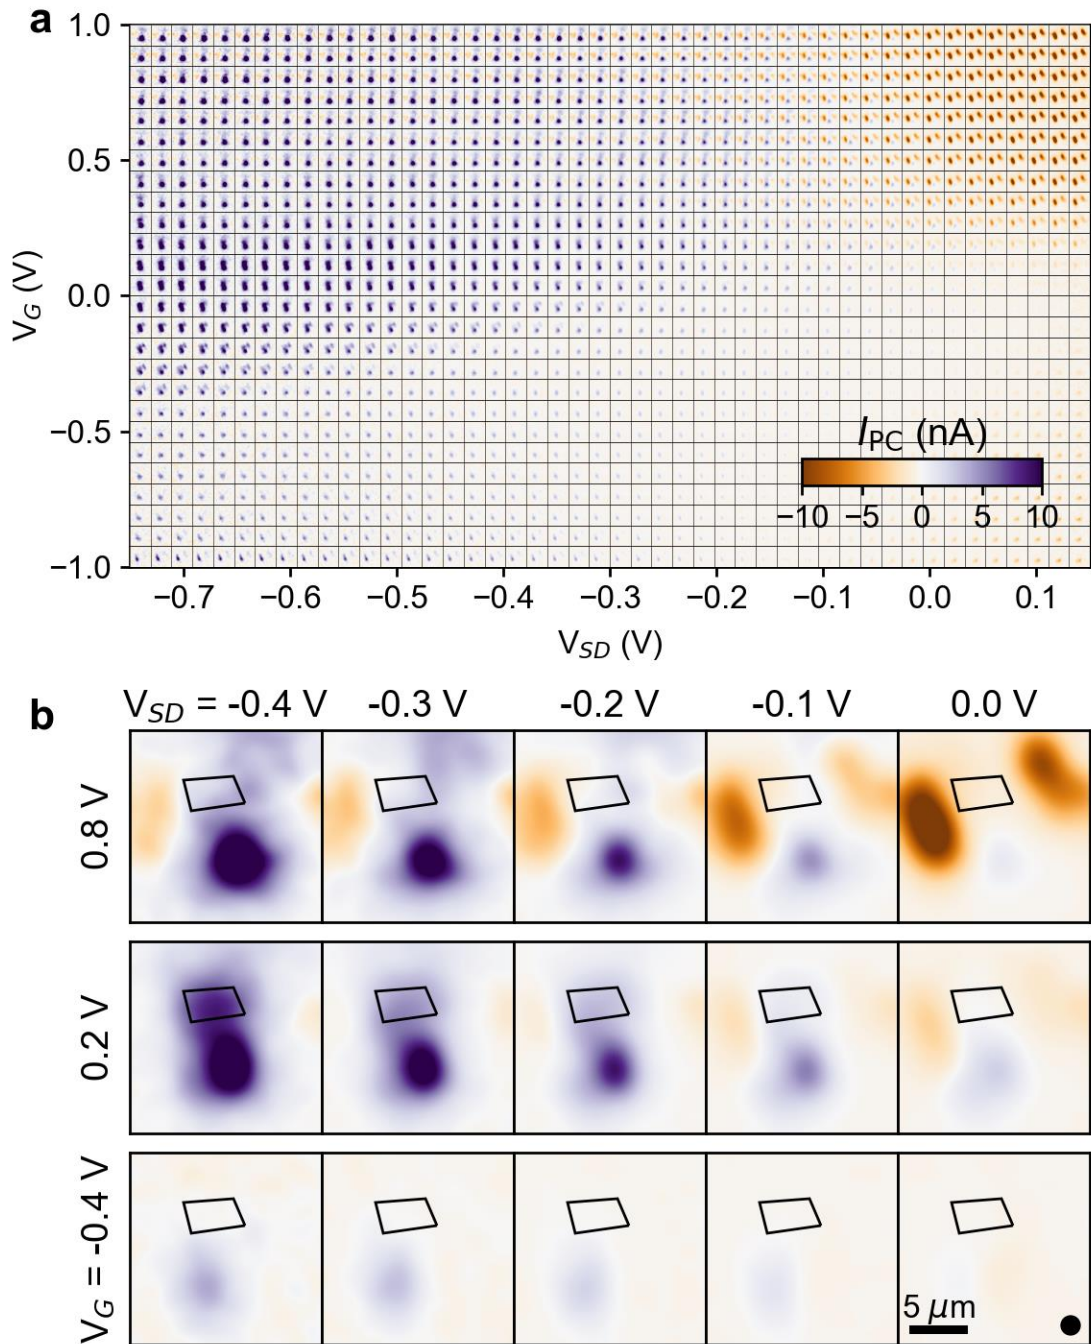 a
1.0
0.5
0.0
−0.5
−1.0
V_G (V)
I_PC (nA)
−10 −5 0 5 10
−0.7 −0.6 −0.5 −0.4 −0.3 −0.2 −0.1 0.0 0.1
V_SD (V)
b
V_SD = -0.4 V -0.3 V -0.2 V -0.1 V 0.0 V
0.8 V
0.2 V
V_G = -0.4 V
5 μm